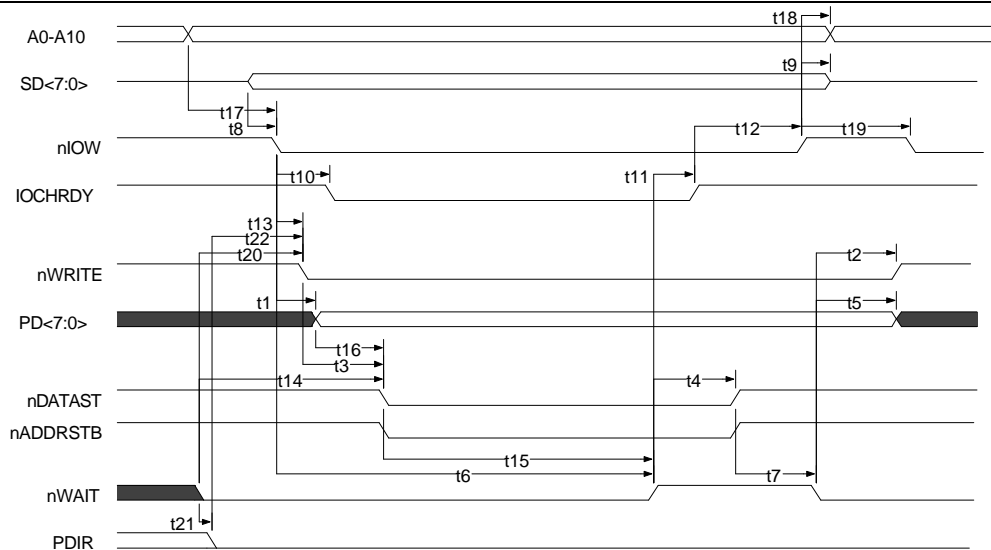 t18
A0-A10
t9
SD<7:0>
t17
t8
t12
t19
nIOW
t10
t11
IOCHRDY
t13
t22
t20
t2
nWRITE
t1
t5
PD<7:0>
t16
t3
t14
t4
nDATAST
nADDRSTB
t15
t6
t7
nWAIT
t21
PDIR